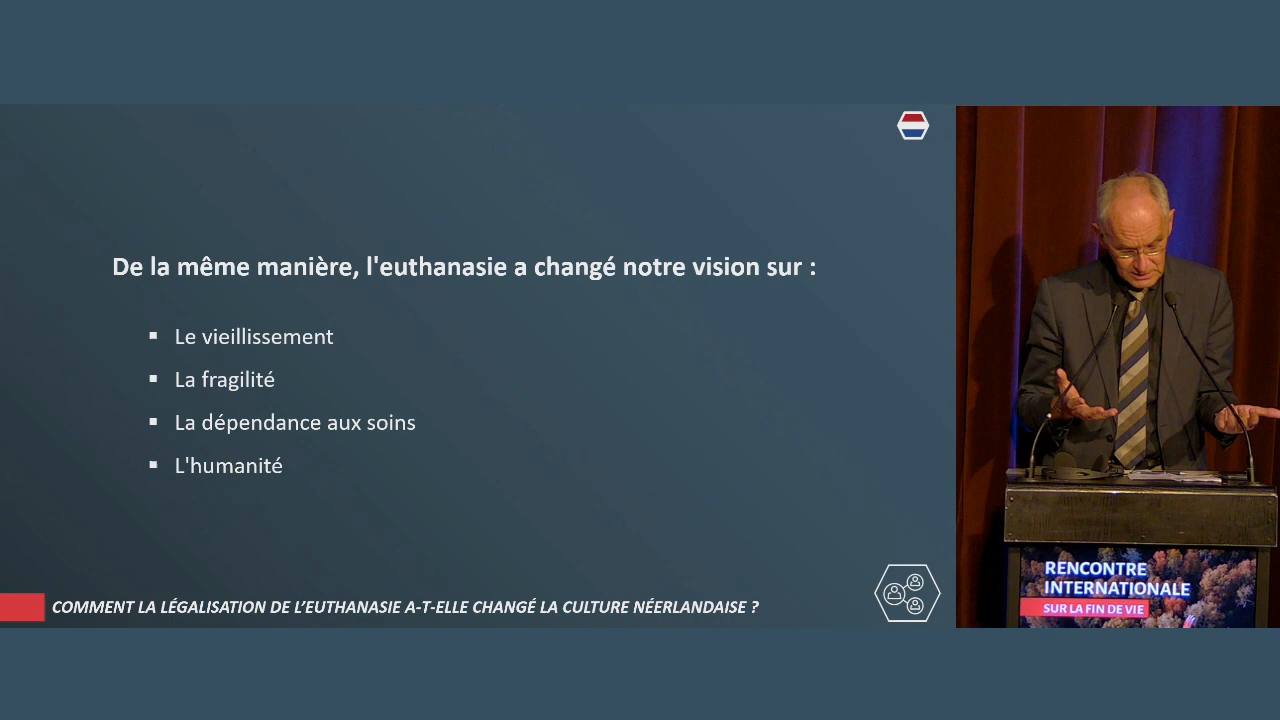 De la même manière, l'euthanasie a changé notre vision sur :
▪ Le vieillissement
▪ La fragilité
▪ La dépendance aux soins
▪ L'humanité
COMMENT LA LÉGALISATION DE L’EUTHANASIE A-T-ELLE CHANGÉ LA CULTURE NÉERLANDAISE ?
RENCONTRE
INTERNATIONALE
SUR LA FIN DE VIE